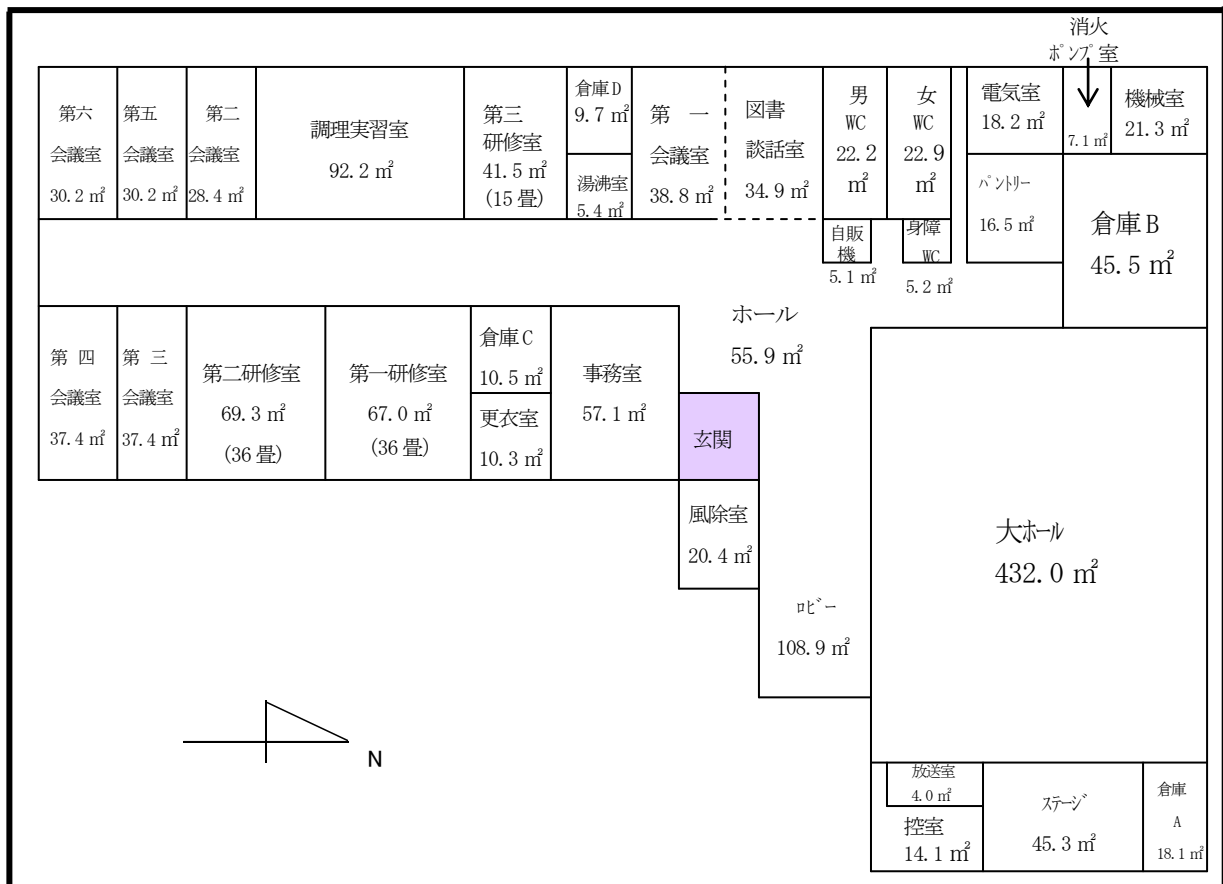 消火
ﾎﾟﾝﾌﾟ室
第六
会議室
30.2㎡
第五
会議室
30.2㎡
第二
会議室
28.4㎡
調理実習室
92.2㎡
第三
研修室
41.5㎡
(15畳)
倉庫D
9.7㎡
湯沸室
5.4㎡
第一
会議室
38.8㎡
図書
談話室
34.9㎡
男
WC
22.2
㎡
女
WC
22.9
㎡
電気室
18.2㎡
7.1㎡
機械室
21.3㎡
ﾊﾟﾝﾄﾘｰ
16.5㎡
倉庫B
45.5㎡
自販
機
5.1㎡
身障
WC
5.2㎡
ホール
55.9㎡
第四
会議室
37.4㎡
第三
会議室
37.4㎡
第二研修室
69.3㎡
(36畳)
第一研修室
67.0㎡
(36畳)
倉庫C
10.5㎡
更衣室
10.3㎡
事務室
57.1㎡
玄関
風除室
20.4㎡
ﾛﾋﾞｰ
108.9㎡
大ﾎｰﾙ
432.0㎡
N
放送室
4.0㎡
控室
14.1㎡
ｽﾃｰｼﾞ
45.3㎡
倉庫
A
18.1㎡